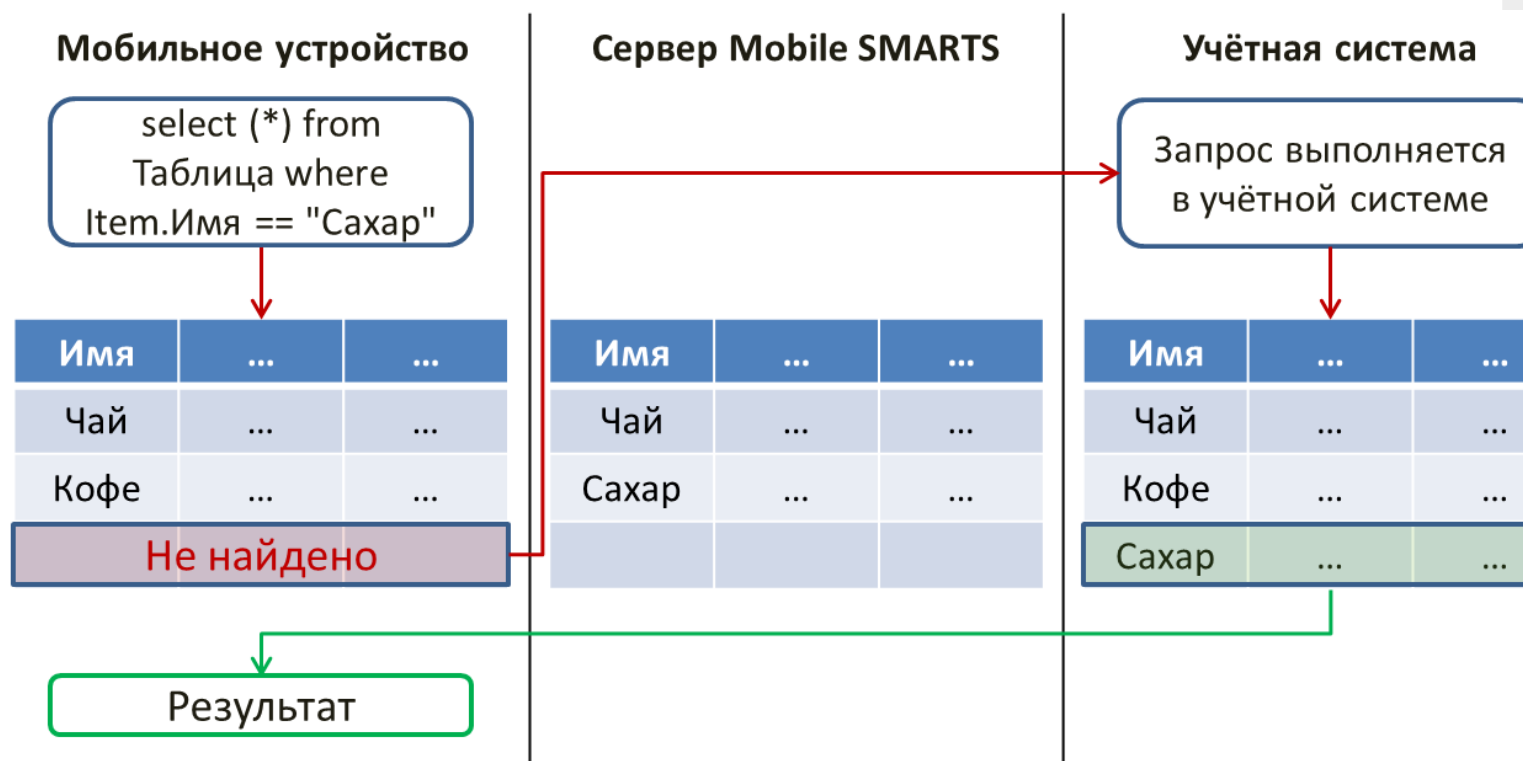 Мобильное устройство
Сервер Mobile SMARTS
Учётная система
select (*) from
Таблица where
Item.Имя == "Сахар"
Запрос выполняется
в учётной системе
Имя ... ...
Чай ... ...
Кофе ... ...
Не найдено
Имя ... ...
Чай ... ...
Сахар ... ...
Имя ... ...
Чай ... ...
Кофе ... ...
Сахар ... ...
Результат